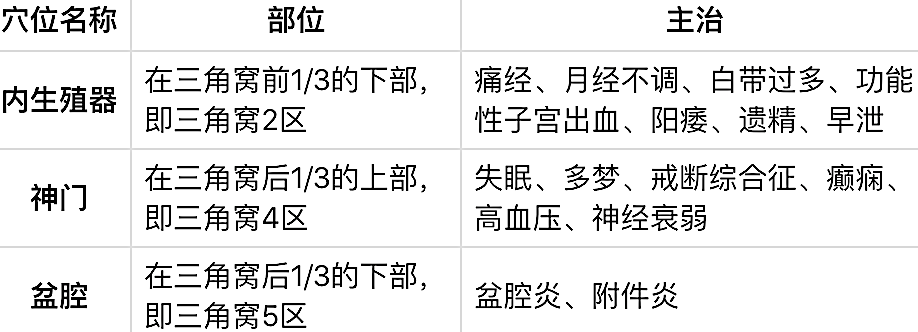 穴位名称 部位 主治
内生殖器
在三角窝前1/3的下部，
即三角窝2区
痛经、月经不调、白带过多、功能
性子宫出血、阳痿、遗精、早泄
神门
在三角窝后1/3的上部，
即三角窝4区
失眠、多梦、戒断综合征、癫痫、
高血压、神经衰弱
盆腔
在三角窝后1/3的下部，
即三角窝5区
盆腔炎、附件炎